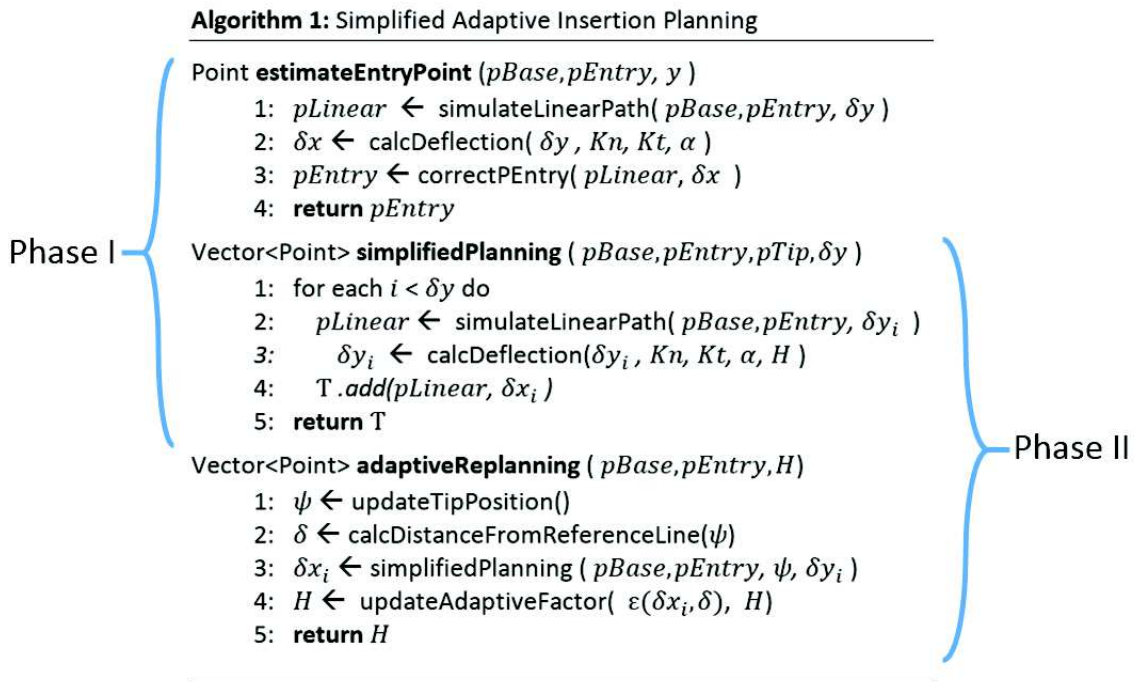 Algorithm 1: Simplified Adaptive Insertion Planning
Point estimateEntryPoint (pBase,pEntry, y )
1: pLinear ← simulateLinearPath( pBase,pEntry, δy )
2: δx ← calcDeflection( δy , Kn, Kt, α )
3: pEntry ← correctPEntry( pLinear, δx )
4: return pEntry
Phase I
Vector<Point> simplifiedPlanning ( pBase,pEntry,pTip,δy )
1: for each i < δy do
2: pLinear ← simulateLinearPath( pBase,pEntry, δyᵢ )
3: δyᵢ ← calcDeflection(δyᵢ , Kn, Kt, α, H )
4: T .add(pLinear, δxᵢ )
5: return T
Phase II
Vector<Point> adaptiveReplanning ( pBase,pEntry,H)
1: ψ ← updateTipPosition()
2: δ ← calcDistanceFromReferenceLine(ψ)
3: δxᵢ ← simplifiedPlanning ( pBase,pEntry, ψ, δyᵢ )
4: H ← updateAdaptiveFactor( ε(δxᵢ,δ), H)
5: return H